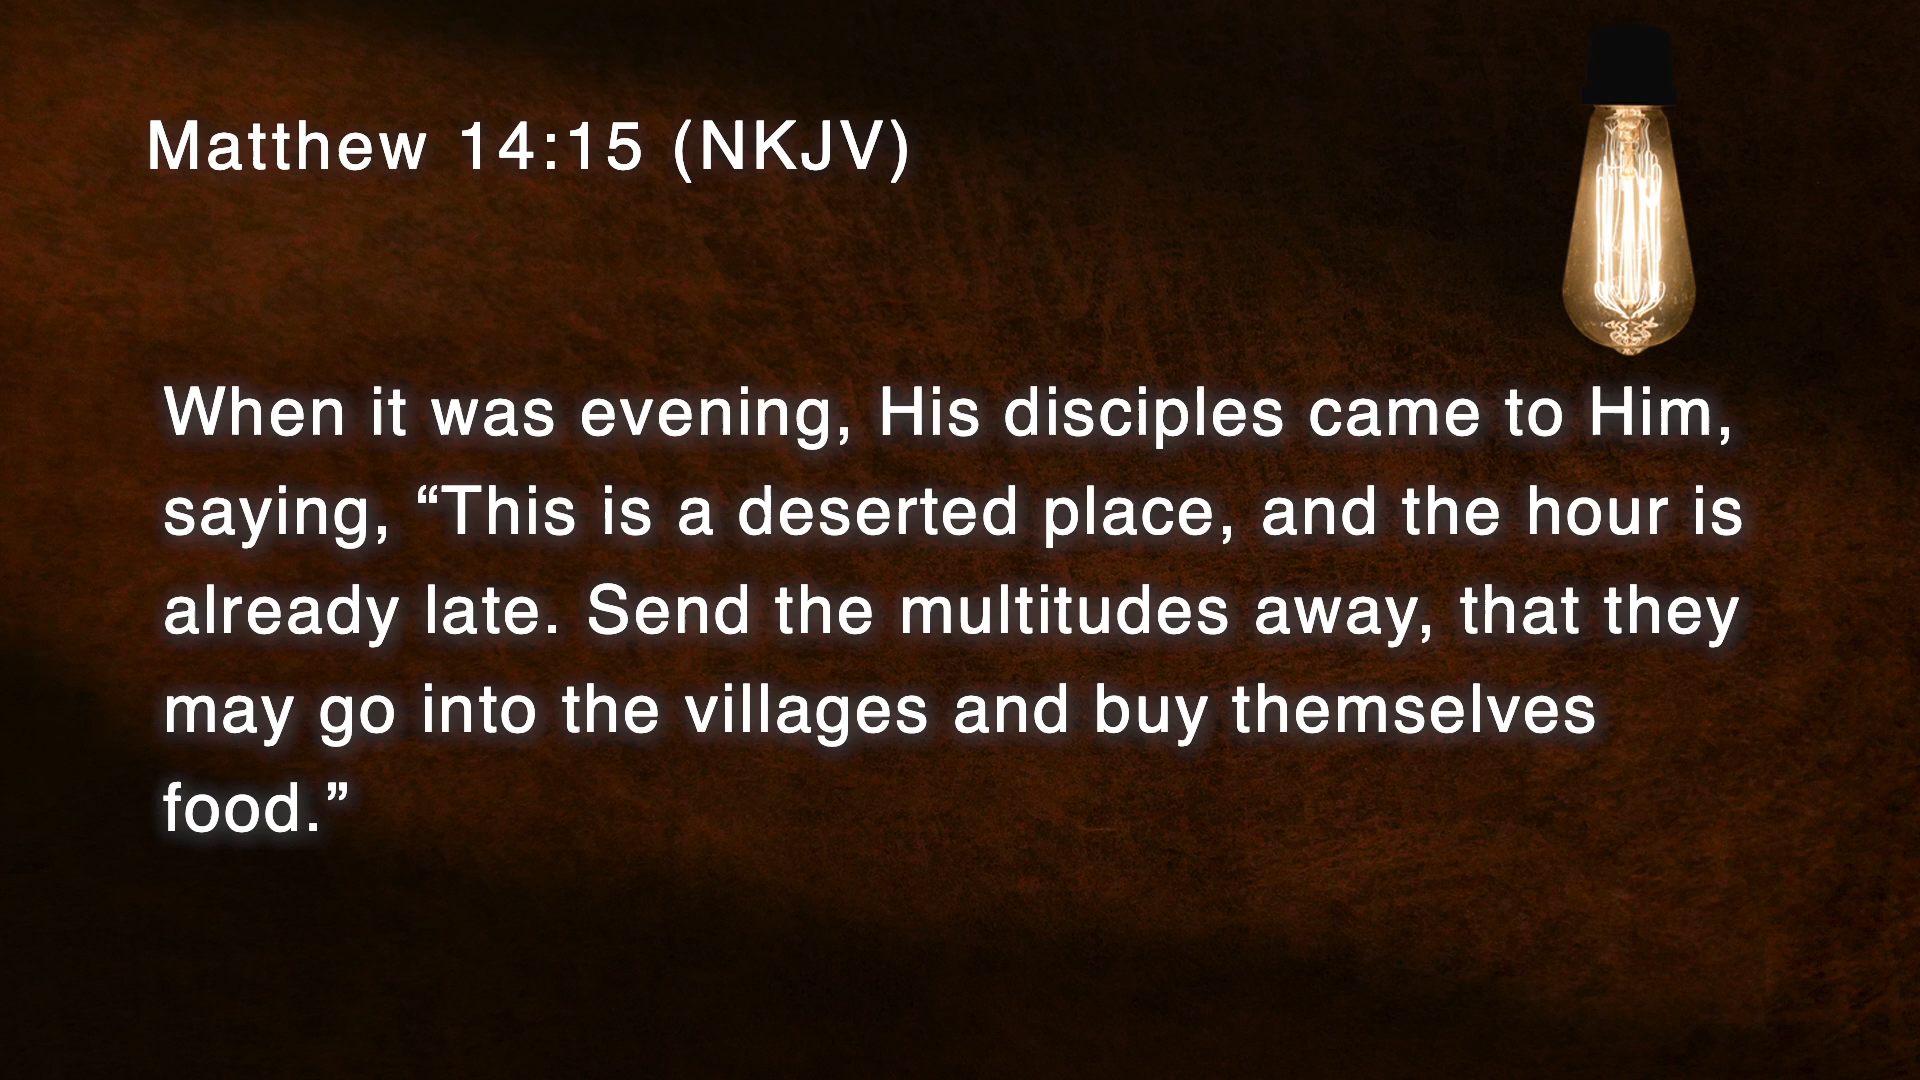 Matthew 14:15 (NKJV)
When it was evening, His disciples came to Him,
saying, “This is a deserted place, and the hour is
already late. Send the multitudes away, that they
may go into the villages and buy themselves
food.”